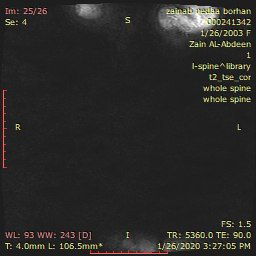 Im: 25/26
Se: 4
S
zainab nedaa borhan
000241342
1/26/2003 F
Zain AL-Abdeen
1
l-spine^library
t2_tse_cor
whole spine
whole spine
R
L
FS: 1.5
WL: 93 WW: 243 [D]
I
TR: 5360.0 TE: 90.0
T: 4.0mm L: 106.5mm*
1/26/2020 3:27:05 PM